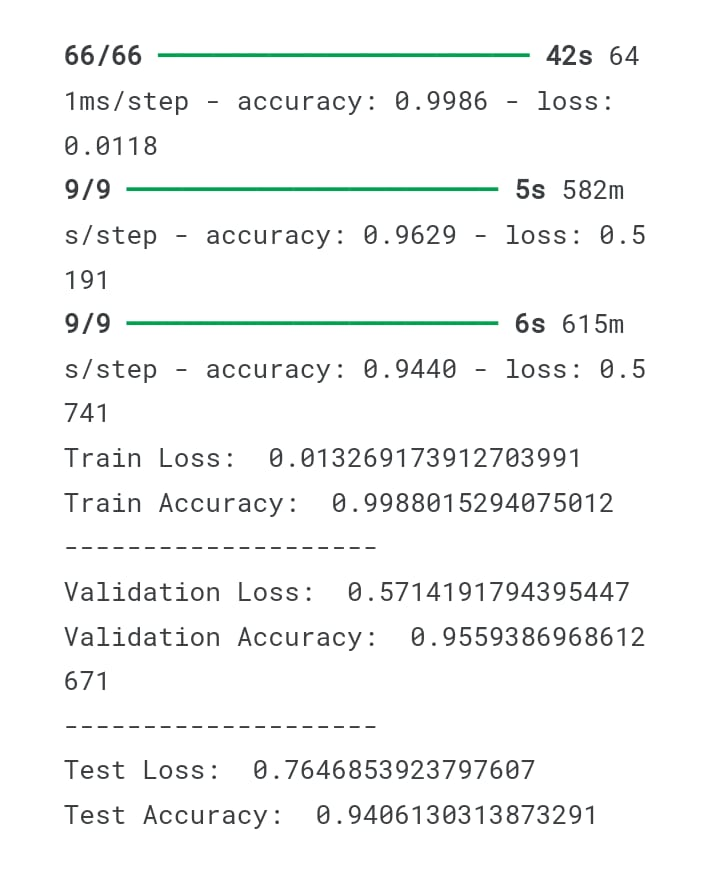 66/66 ━━━━━━━━━━━━━━━━━━━━ 42s 64
1ms/step - accuracy: 0.9986 - loss:
0.0118
9/9 ━━━━━━━━━━━━━━━━━━━━ 5s 582m
s/step - accuracy: 0.9629 - loss: 0.5
191
9/9 ━━━━━━━━━━━━━━━━━━━━ 6s 615m
s/step - accuracy: 0.9440 - loss: 0.5
741
Train Loss:  0.013269173912703991
Train Accuracy:  0.9988015294075012
--------------------
Validation Loss:  0.5714191794395447
Validation Accuracy:  0.9559386968612
671
--------------------
Test Loss:  0.7646853923797607
Test Accuracy:  0.9406130313873291